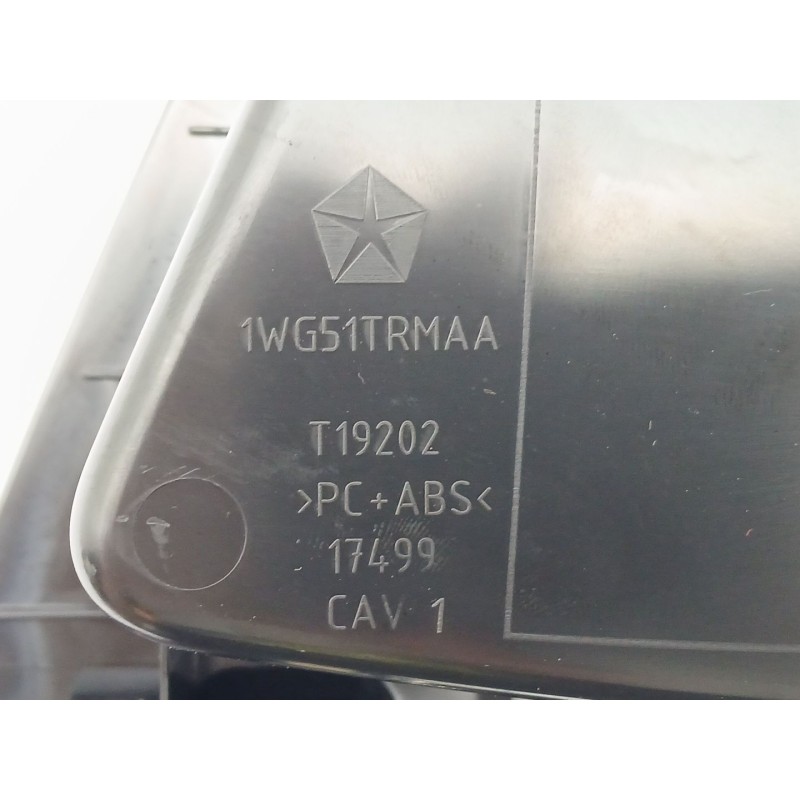 1WG51TRMAA
T19202
>PC+ABS<
17499
CAV 1